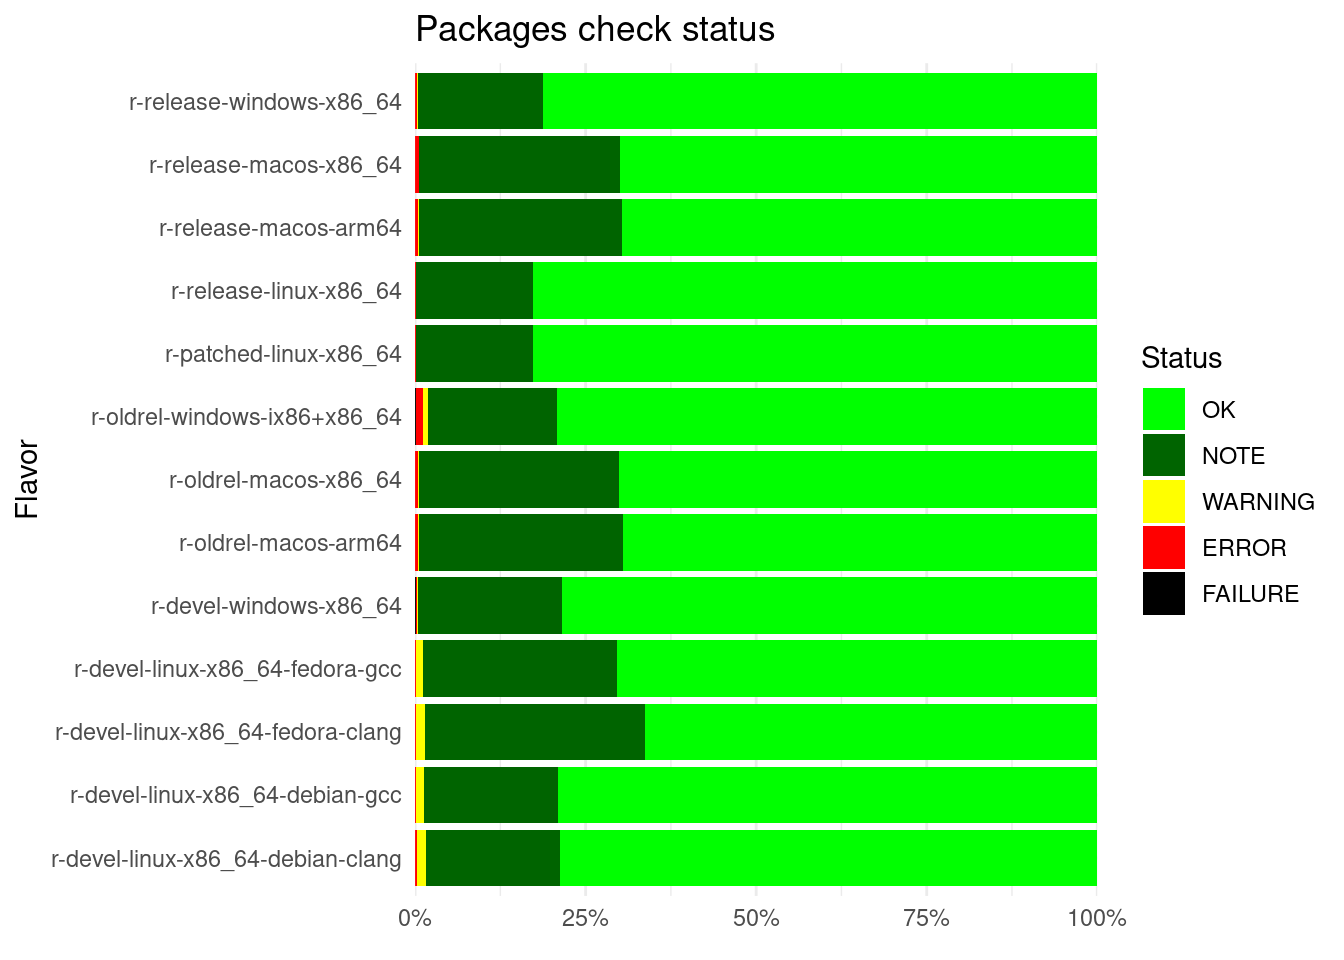 Packages check status
Flavor
r-release-windows-x86_64
r-release-macos-x86_64
r-release-macos-arm64
r-release-linux-x86_64
r-patched-linux-x86_64
r-oldrel-windows-ix86+x86_64
r-oldrel-macos-x86_64
r-oldrel-macos-arm64
r-devel-windows-x86_64
r-devel-linux-x86_64-fedora-gcc
r-devel-linux-x86_64-fedora-clang
r-devel-linux-x86_64-debian-gcc
r-devel-linux-x86_64-debian-clang
0% 25% 50% 75% 100%
Status
OK
NOTE
WARNING
ERROR
FAILURE